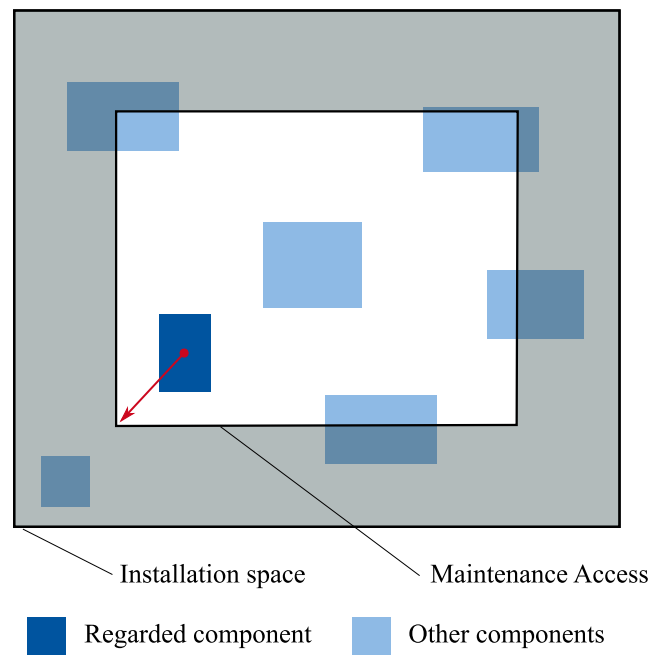 Installation space
Maintenance Access
Regarded component
Other components